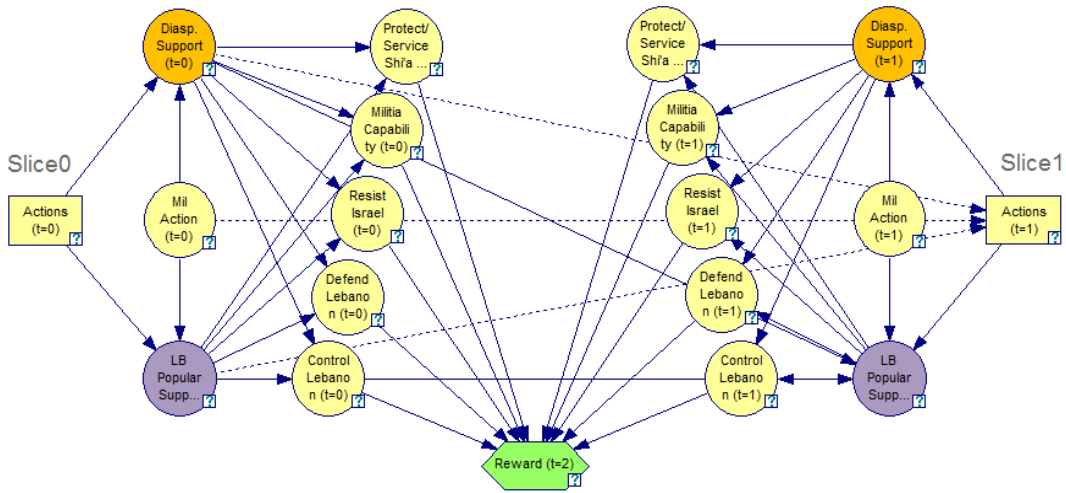 Diasp.
Support
(t=0)
?
Protect/
Service
Shi'a ...
?
Protect/
Service
Shi'a ...
?
Diasp.
Support
(t=1)
?
Militia
Capabili
ty (t=0)
?
Militia
Capabili
ty (t=1)
?
Slice0
Slice1
Actions
(t=0)
?
Mil
Action
(t=0)
?
Resist
Israel
(t=0)
?
Resist
Israel
(t=1)
?
Mil
Action
(t=1)
?
Actions
(t=1)
?
Defend
Lebano
n (t=0)
?
Defend
Lebano
n (t=1)
?
LB
Popular
Supp...
?
Control
Lebano
n (t=0)
?
Control
Lebano
n (t=1)
?
LB
Popular
Supp...
?
Reward (t=2)
?